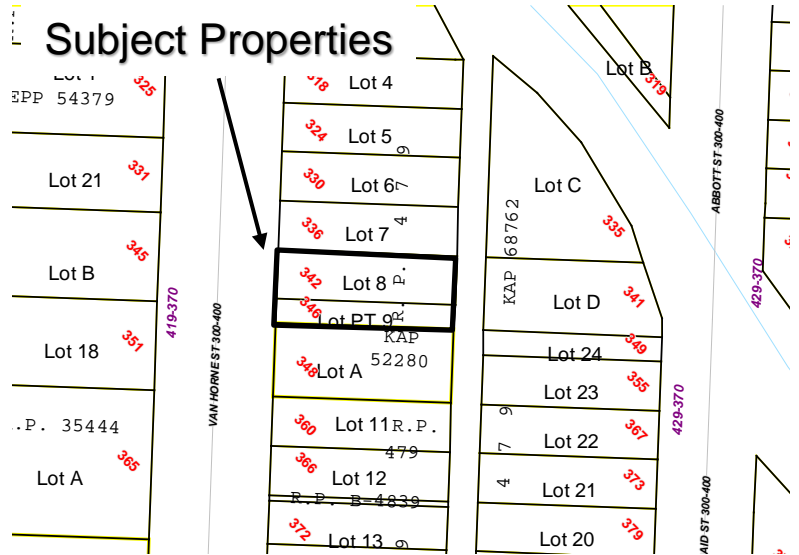 Subject Properties
325
EPP 54379
331
Lot 21
345
Lot B
351
Lot 18
.P. 35444
365
Lot A
419-370
VAN HORNE ST 300-400
318
Lot 4
324
Lot 5
330
Lot 6
336
Lot 7
4 7 9
342
Lot 8
346
Lot PT 9
R. P.
KAP
52280
348
Lot A
360
Lot 11
R.P.
479
366
Lot 12
R.P. B-4839
372
Lot 13
9
Lot B
319
Lot C
335
KAP 68762
Lot D
341
349
Lot 24
Lot 23
355
Lot 22
367
4 7 9
Lot 21
373
Lot 20
379
ABBOTT ST 300-400
429-370
429-370
AID ST 300-400